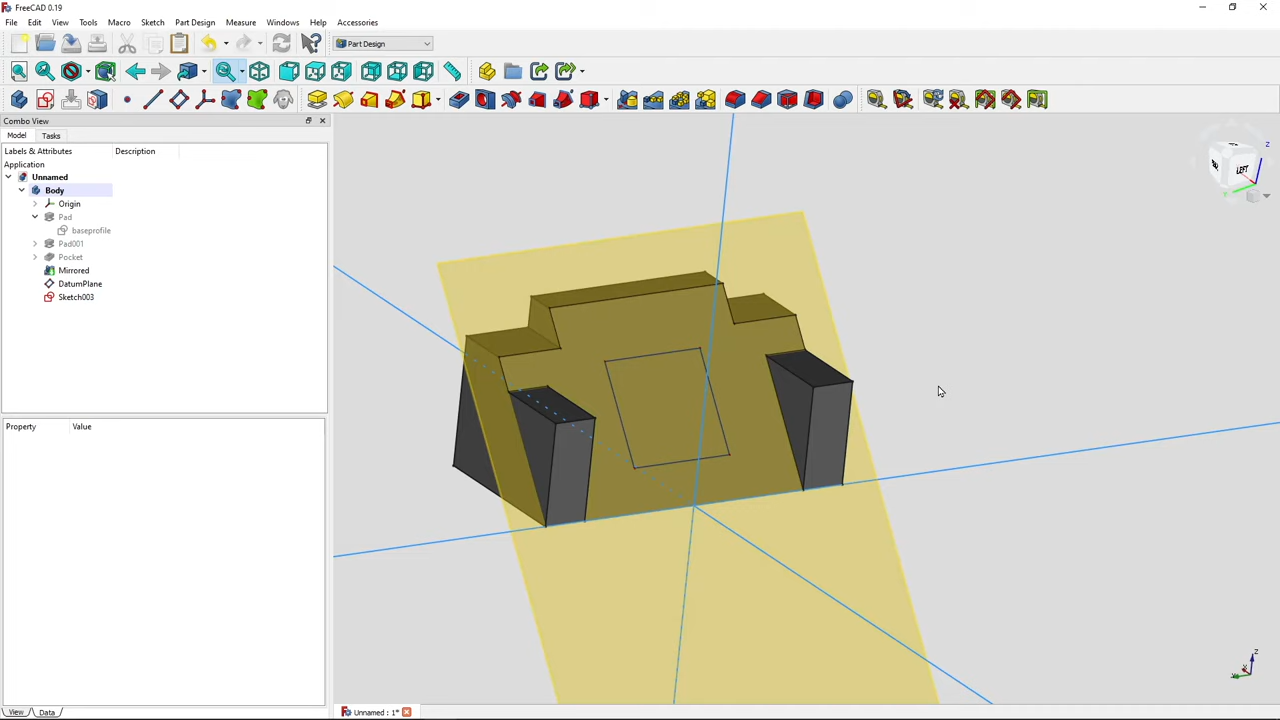 FreeCAD 0.19
File Edit View Tools Macro Sketch Part Design Measure Windows Help Accessories
Part Design
Combo View
Model Tasks
Labels & Attributes Description
Application
Unnamed
Body
Origin
Pad
baseprofile
Pad001
Pocket
Mirrored
DatumPlane
Sketch003
Property Value
LEFT
Z
Z
View Data
Unnamed : 1*